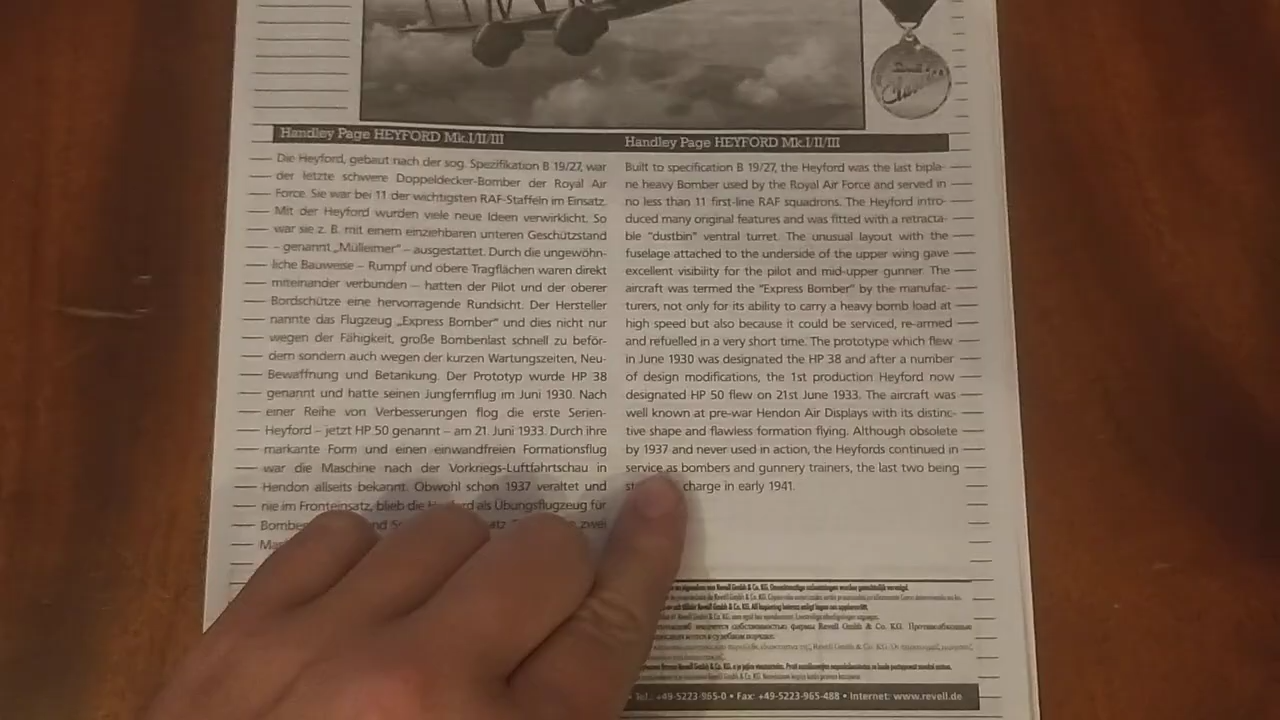 Classics
Handley Page HEYFORD Mk.I/II/III
Die Heyford, gebaut nach der sog. Spezifikation B 19/27, war
der letzte schwere Doppeldecker-Bomber der Royal Air
Force. Sie war bei 11 der wichtigsten RAF-Staffeln im Einsatz.
Mit der Heyford wurden viele neue Ideen verwirklicht. So
war sie z. B. mit einem einziehbaren unteren Geschützstand
– genannt „Mülleimer“ – ausgestattet. Durch die ungewöhn-
liche Bauweise – Rumpf und obere Tragflächen waren direkt
miteinander verbunden – hatten der Pilot und der oberer
Bordschütze eine hervorragende Rundsicht. Der Hersteller
nannte das Flugzeug „Express Bomber“ und dies nicht nur
wegen der Fähigkeit, große Bombenlast schnell zu beför-
dern sondern auch wegen der kurzen Wartungszeiten, Neu-
Bewaffnung und Betankung. Der Prototyp wurde HP 38
genannt und hatte seinen Jungfernflug im Juni 1930. Nach
einer Reihe von Verbesserungen flog die erste Serien-
Heyford – jetzt HP 50 genannt – am 21. Juni 1933. Durch ihre
markante Form und einen einwandfreien Formationsflug
war die Maschine nach der Vorkriegs-Luftfahrtschau in
Hendon allseits bekannt. Obwohl schon 1937 veraltet und
nie im Fronteinsatz, blieb die als Übungsflugzeug für
zwei
Handley Page HEYFORD Mk.I/II/III
Built to specification B 19/27, the Heyford was the last bipla-
ne heavy Bomber used by the Royal Air Force and served in
no less than 11 first-line RAF squadrons. The Heyford intro-
duced many original features and was fitted with a retracta-
ble "dustbin" ventral turret. The unusual layout with the
fuselage attached to the underside of the upper wing gave
excellent visibility for the pilot and mid-upper gunner. The
aircraft was termed the "Express Bomber" by the manufac-
turers, not only for its ability to carry a heavy bomb load at
high speed but also because it could be serviced, re-armed
and refuelled in a very short time. The prototype which flew
in June 1930 was designated the HP 38 and after a number
of design modifications, the 1st production Heyford now
designated HP 50 flew on 21st June 1933. The aircraft was
well known at pre-war Hendon Air Displays with its distinc-
tive shape and flawless formation flying. Although obsolete
by 1937 and never used in action, the Heyfords continued in
service as bombers and gunnery trainers, the last two being
charge in early 1941.
Tel.: +49-5223-965-0 • Fax: +49-5223-965-488 • Internet: www.revell.de